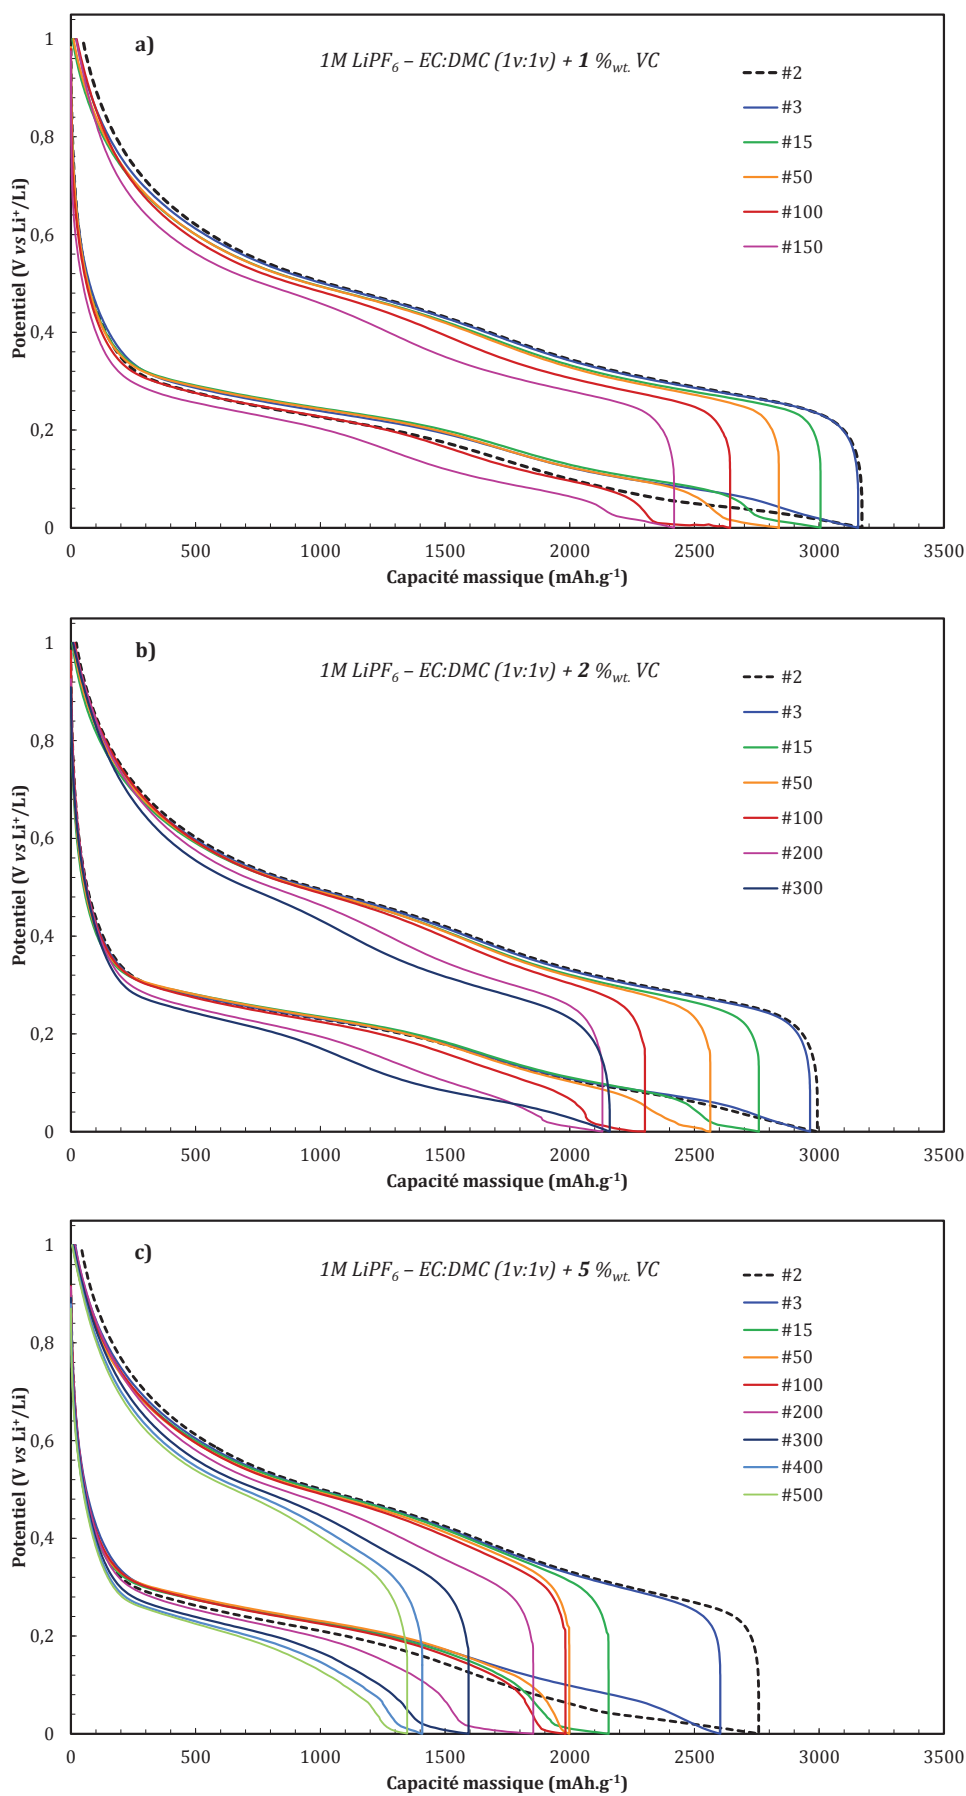 a)
1M LiPF6 – EC:DMC (1v:1v) + 1 %wt. VC
#2
#3
#15
#50
#100
#150
Potentiel (V vs Li+/Li)
1
0,8
0,6
0,4
0,2
0
0 500 1000 1500 2000 2500 3000 3500
Capacité massique (mAh.g-1)
b)
1M LiPF6 – EC:DMC (1v:1v) + 2 %wt. VC
#2
#3
#15
#50
#100
#200
#300
Potentiel (V vs Li+/Li)
1
0,8
0,6
0,4
0,2
0
0 500 1000 1500 2000 2500 3000 3500
Capacité massique (mAh.g-1)
c)
1M LiPF6 – EC:DMC (1v:1v) + 5 %wt. VC
#2
#3
#15
#50
#100
#200
#300
#400
#500
Potentiel (V vs Li+/Li)
1
0,8
0,6
0,4
0,2
0
0 500 1000 1500 2000 2500 3000 3500
Capacité massique (mAh.g-1)